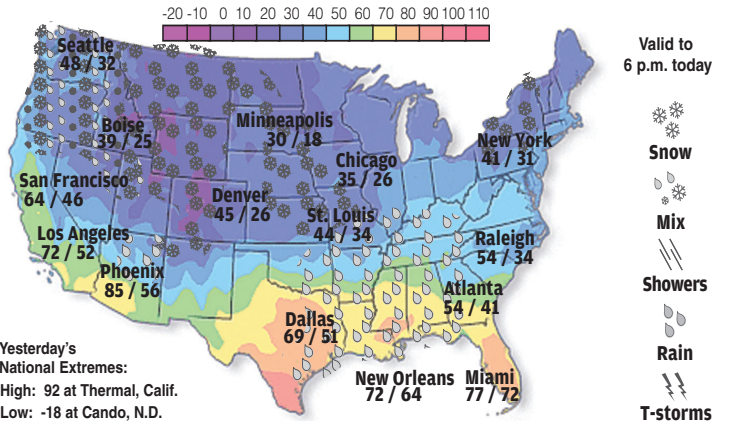 -20 -10 0 10 20 30 40 50 60 70 80 90 100 110
Valid to
6 p.m. today
Seattle
48 / 32
Boise
39 / 25
Minneapolis
30 / 18
New York
41 / 31
Chicago
35 / 26
San Francisco
64 / 46
Denver
45 / 26
St. Louis
44 / 34
Los Angeles
72 / 52
Raleigh
54 / 34
Phoenix
85 / 56
Atlanta
54 / 41
Dallas
69 / 51
New Orleans
72 / 64
Miami
77 / 72
Snow
Mix
Showers
Rain
T-storms
Yesterday's
National Extremes:
High: 92 at Thermal, Calif.
Low: -18 at Cando, N.D.